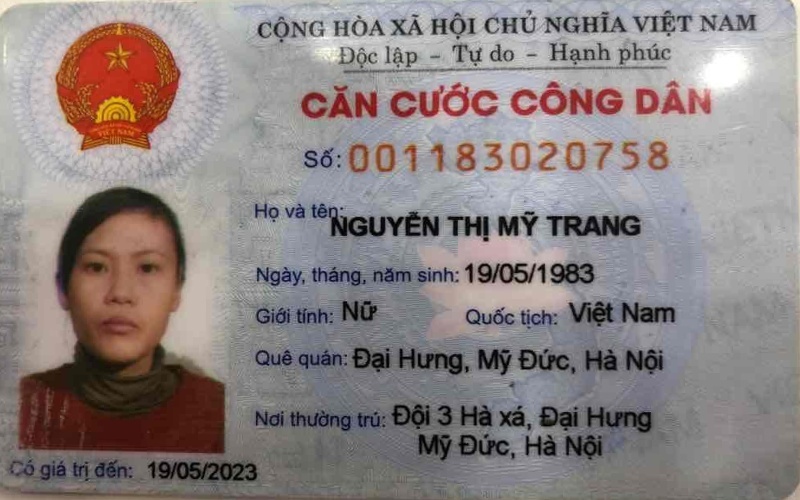 CỘNG HÒA XÃ HỘI CHỦ NGHĨA VIỆT NAM
Độc lập – Tự do – Hạnh phúc
CĂN CƯỚC CÔNG DÂN
Số: 001183020758
Họ và tên: NGUYỄN THỊ MỸ TRANG
Ngày, tháng, năm sinh: 19/05/1983
Giới tính: Nữ Quốc tịch: Việt Nam
Quê quán: Đại Hưng, Mỹ Đức, Hà Nội
Nơi thường trú: Đội 3 Hà xá, Đại Hưng
Mỹ Đức, Hà Nội
Có giá trị đến: 19/05/2023